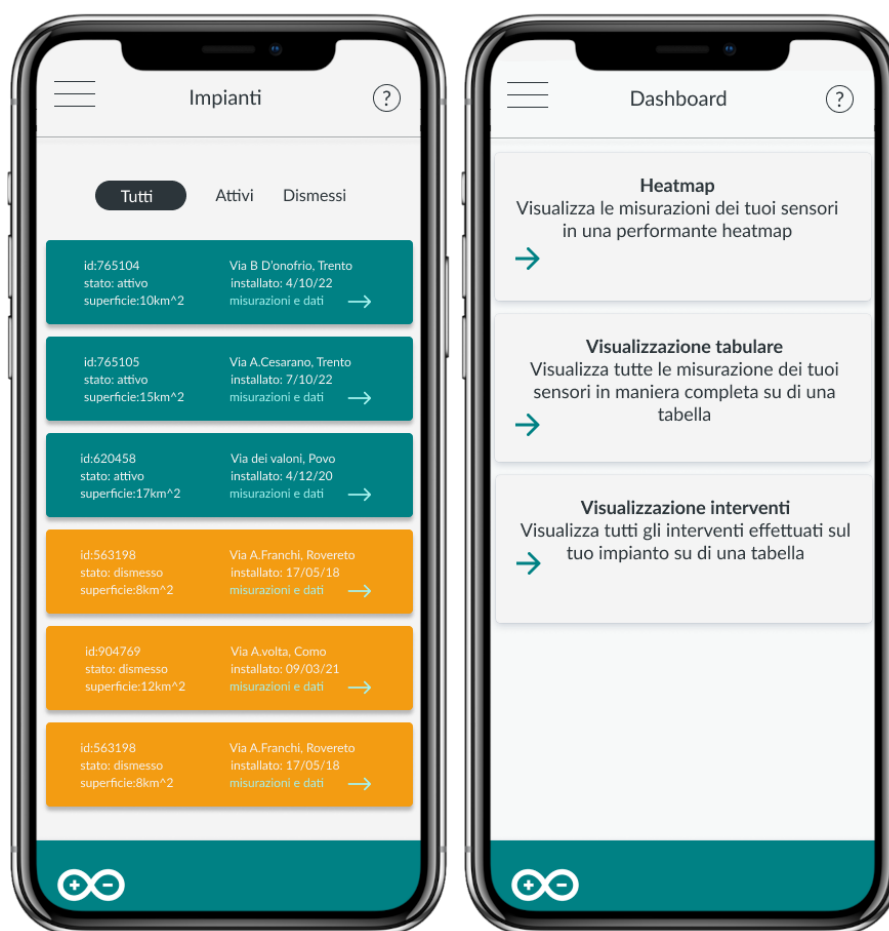 Impianti
?
Tutti
Attivi
Dismessi
id:765104
stato: attivo
superficie:10km^2
Via B D'onofrio, Trento
installato: 4/10/22
misurazioni e dati
id:765105
stato: attivo
superficie:15km^2
Via A.Cesarano, Trento
installato: 7/10/22
misurazioni e dati
id:620458
stato: attivo
superficie:17km^2
Via dei valoni, Povo
installato: 4/12/20
misurazioni e dati
id:563198
stato: dismesso
superficie:8km^2
Via A.Franchi, Rovereto
installato: 17/05/18
misurazioni e dati
id:904769
stato: dismesso
superficie:12km^2
Via A.volta, Como
installato: 09/03/21
misurazioni e dati
id:563198
stato: dismesso
superficie:8km^2
Via A.Franchi, Rovereto
installato: 17/05/18
misurazioni e dati
Dashboard
?
Heatmap
Visualizza le misurazioni dei tuoi sensori
in una performante heatmap
Visualizzazione tabulare
Visualizza tutte le misurazione dei tuoi
sensori in maniera completa su di una
tabella
Visualizzazione interventi
Visualizza tutti gli interventi effettuati sul
tuo impianto su di una tabella